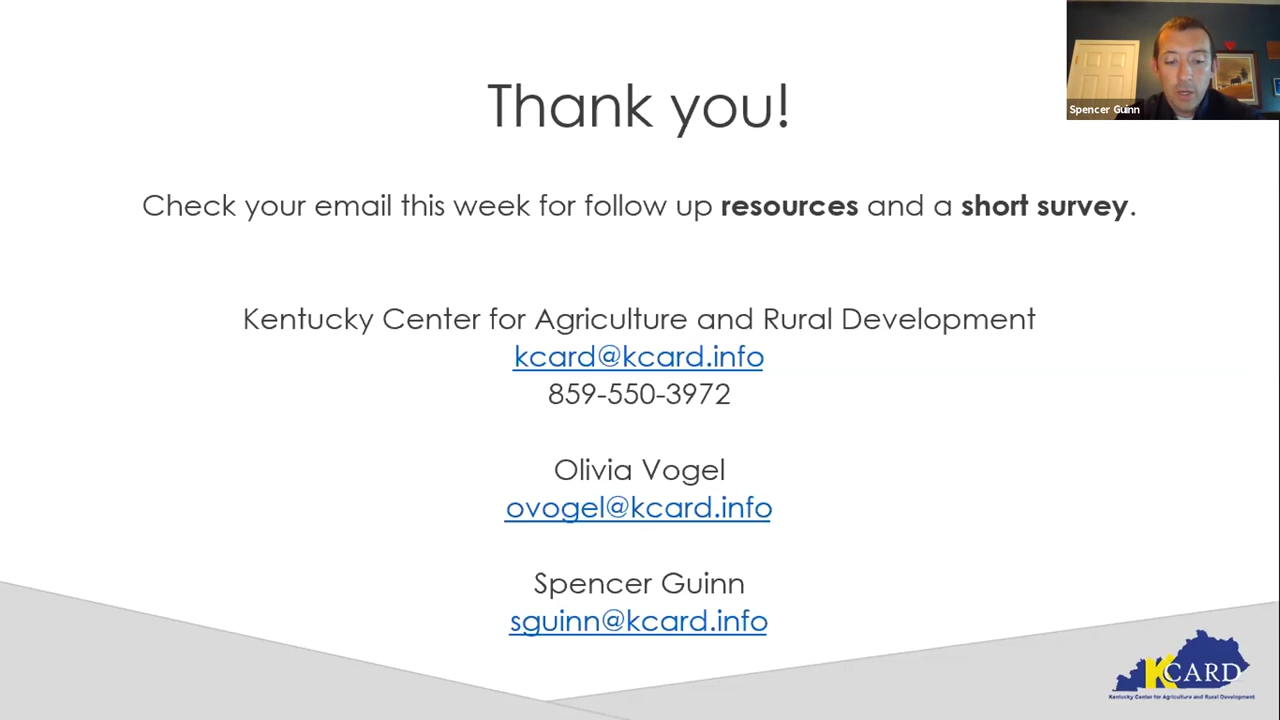 Spencer Guinn
Thank you!
Check your email this week for follow up resources and a short survey.
Kentucky Center for Agriculture and Rural Development
kcard@kcard.info
859-550-3972
Olivia Vogel
ovogel@kcard.info
Spencer Guinn
sguinn@kcard.info
KCARD
Kentucky Center for Agriculture and Rural Development